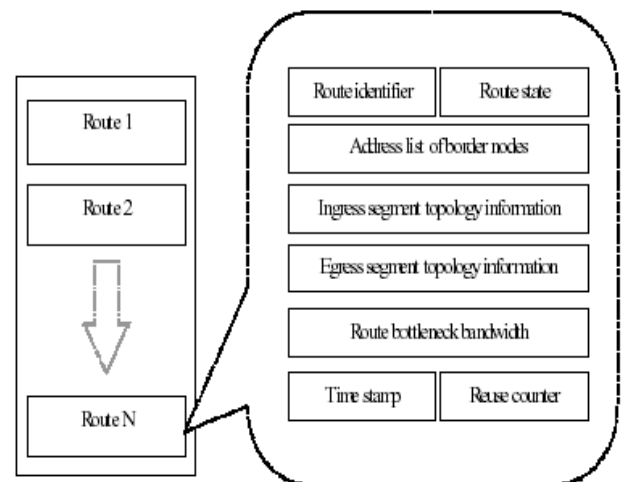 Route 1
Route 2
Route N
Route identifier
Route state
Address list of border nodes
Ingress segment topology information
Egress segment topology information
Route bottleneck bandwidth
Time stamp
Reuse counter